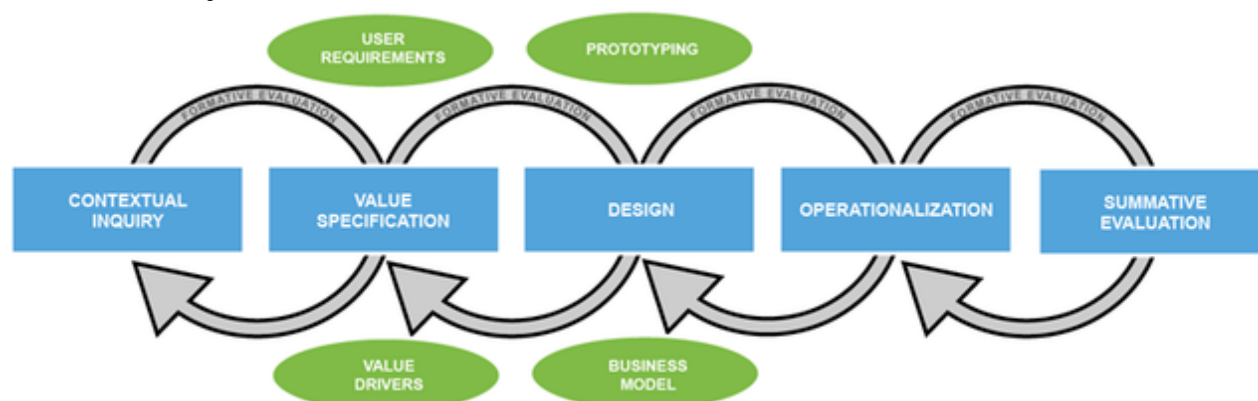 USER
REQUIREMENTS
PROTOTYPING
FORMATIVE EVALUATION
FORMATIVE EVALUATION
FORMATIVE EVALUATION
FORMATIVE EVALUATION
CONTEXTUAL
INQUIRY
VALUE
SPECIFICATION
DESIGN
OPERATIONALIZATION
SUMMATIVE
EVALUATION
VALUE
DRIVERS
BUSINESS
MODEL